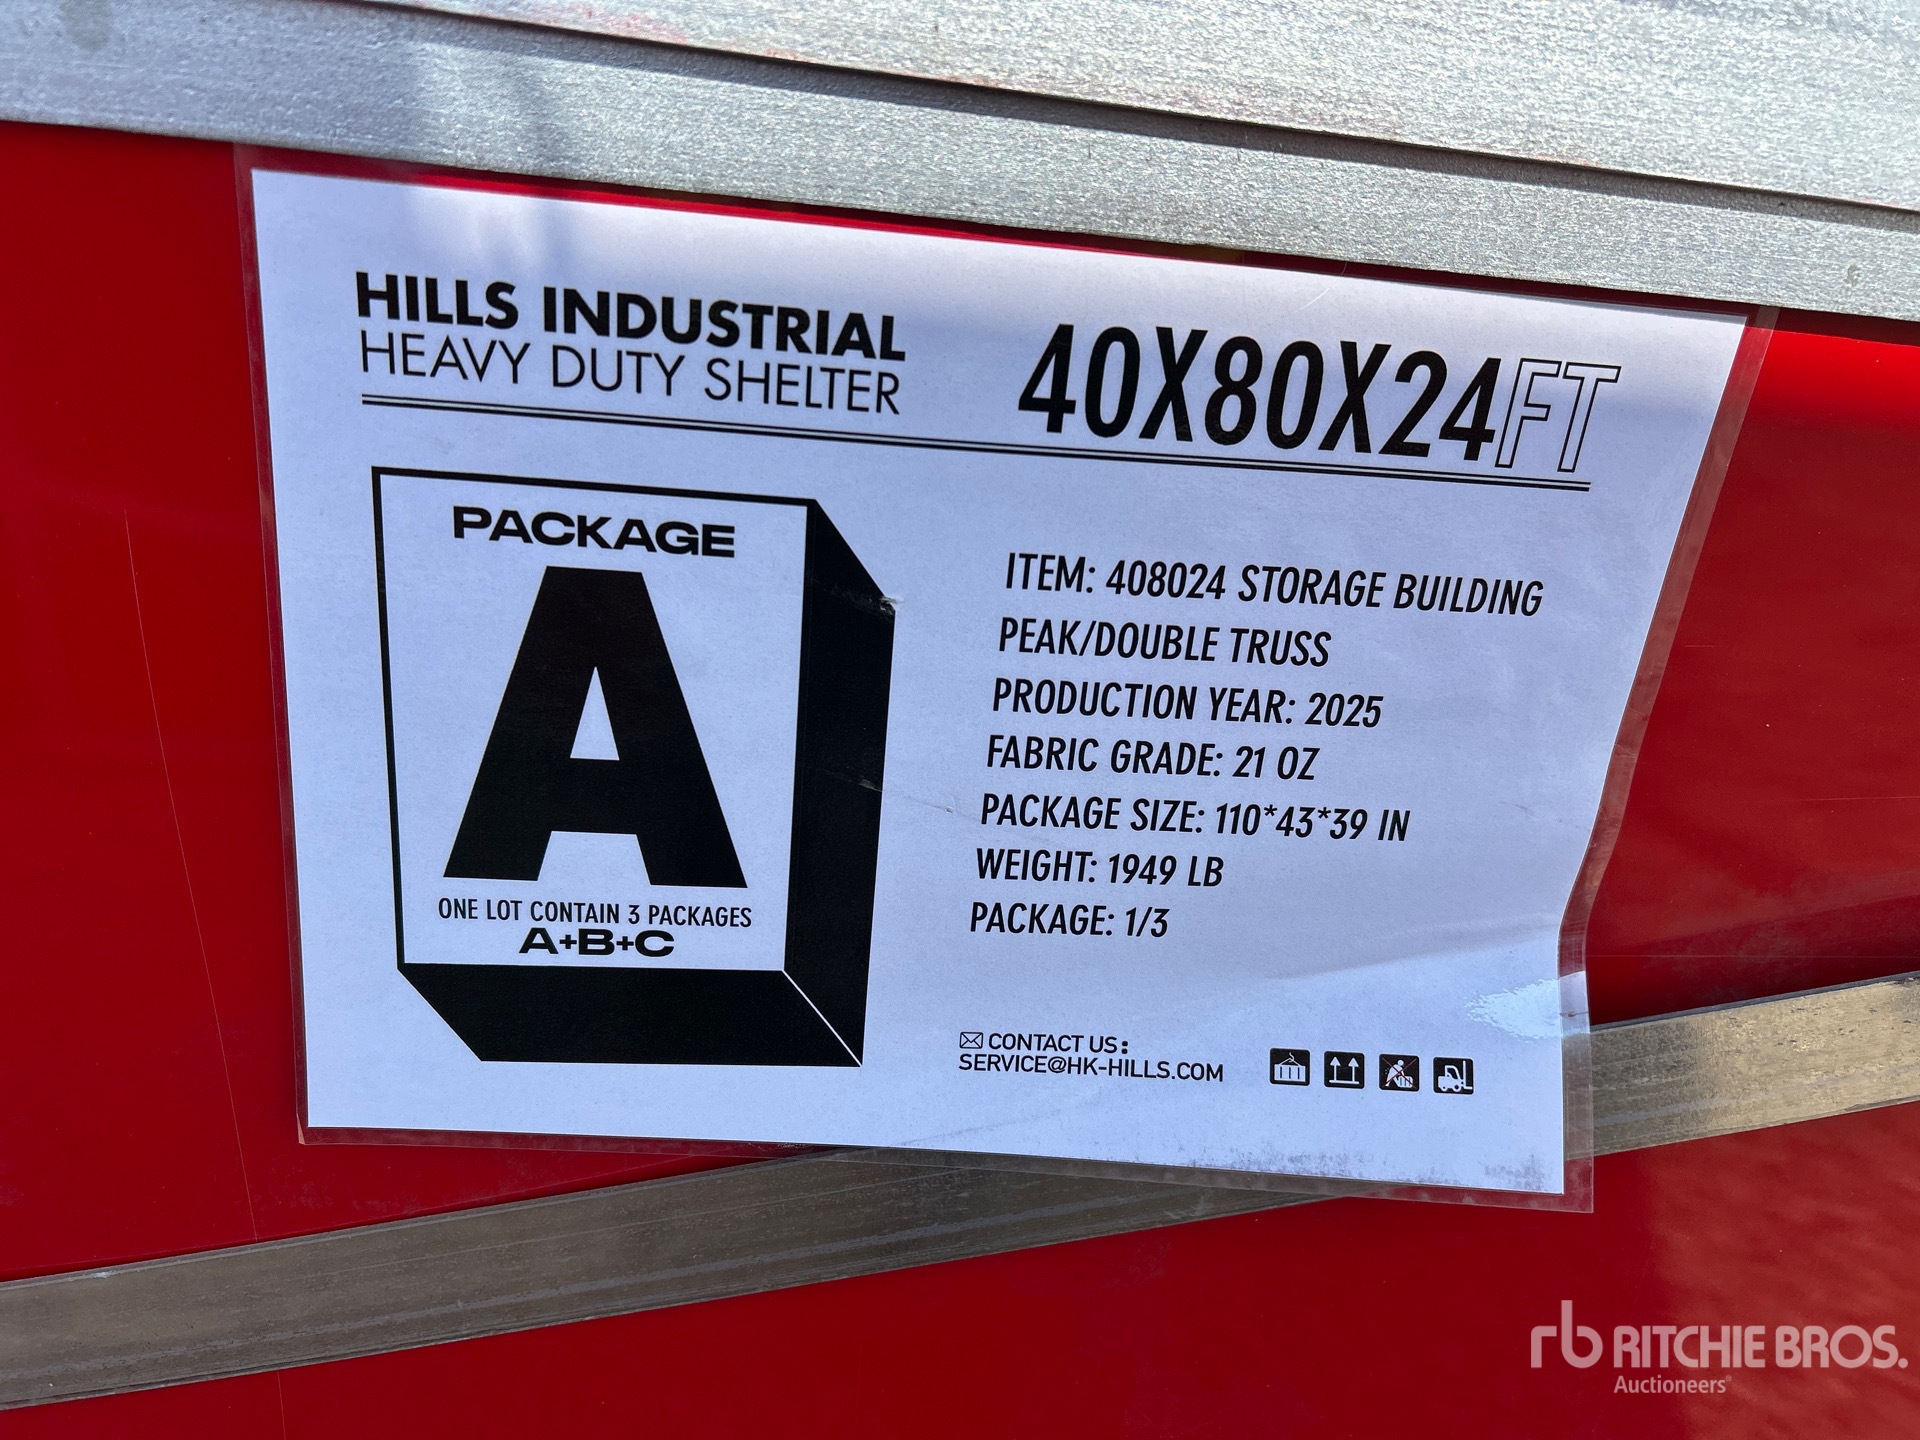 HILLS INDUSTRIAL
HEAVY DUTY SHELTER
40X80X24FT
PACKAGE
A
ONE LOT CONTAIN 3 PACKAGES
A+B+C
ITEM: 408024 STORAGE BUILDING
PEAK/DOUBLE TRUSS
PRODUCTION YEAR: 2025
FABRIC GRADE: 21 OZ
PACKAGE SIZE: 110*43*39 IN
WEIGHT: 1949 LB
PACKAGE: 1/3
CONTACT US:
SERVICE@HK-HILLS.COM
rb RITCHIE BROS.
Auctioneers